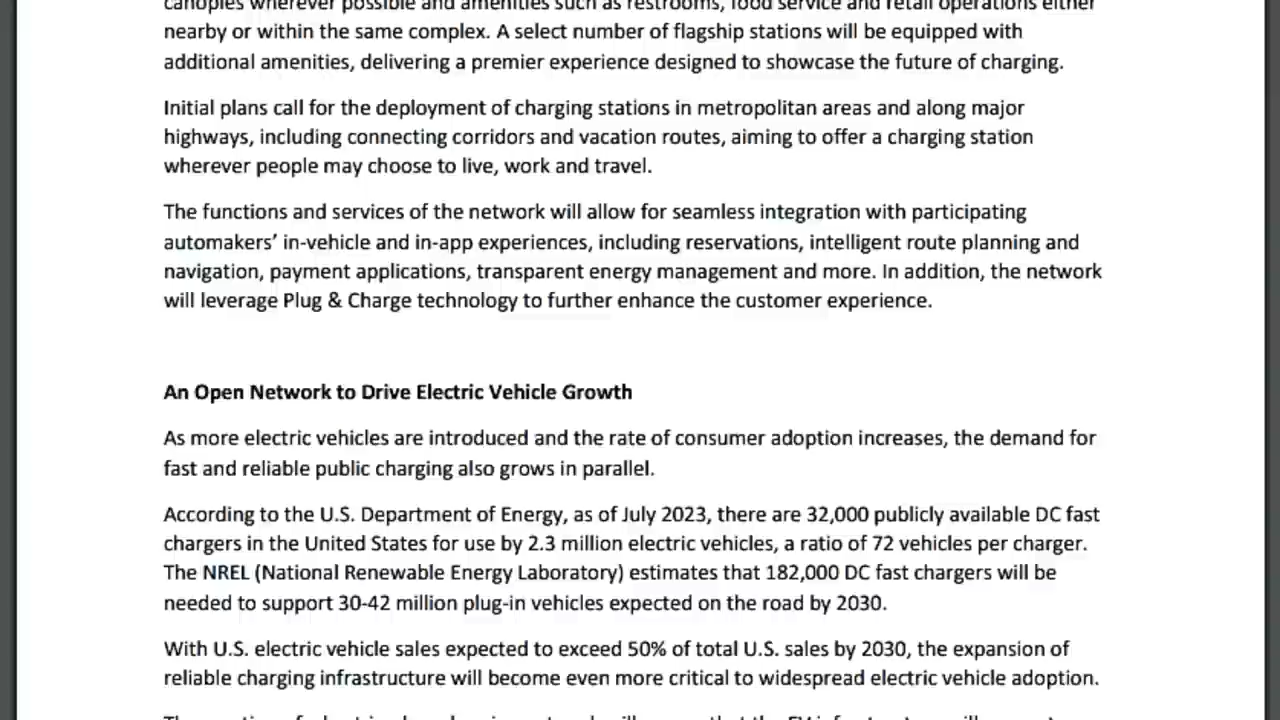 canopies wherever possible and amenities such as restrooms, food service and retail operations either
nearby or within the same complex. A select number of flagship stations will be equipped with
additional amenities, delivering a premier experience designed to showcase the future of charging.
Initial plans call for the deployment of charging stations in metropolitan areas and along major
highways, including connecting corridors and vacation routes, aiming to offer a charging station
wherever people may choose to live, work and travel.
The functions and services of the network will allow for seamless integration with participating
automakers’ in-vehicle and in-app experiences, including reservations, intelligent route planning and
navigation, payment applications, transparent energy management and more. In addition, the network
will leverage Plug & Charge technology to further enhance the customer experience.
An Open Network to Drive Electric Vehicle Growth
As more electric vehicles are introduced and the rate of consumer adoption increases, the demand for
fast and reliable public charging also grows in parallel.
According to the U.S. Department of Energy, as of July 2023, there are 32,000 publicly available DC fast
chargers in the United States for use by 2.3 million electric vehicles, a ratio of 72 vehicles per charger.
The NREL (National Renewable Energy Laboratory) estimates that 182,000 DC fast chargers will be
needed to support 30-42 million plug-in vehicles expected on the road by 2030.
With U.S. electric vehicle sales expected to exceed 50% of total U.S. sales by 2030, the expansion of
reliable charging infrastructure will become even more critical to widespread electric vehicle adoption.